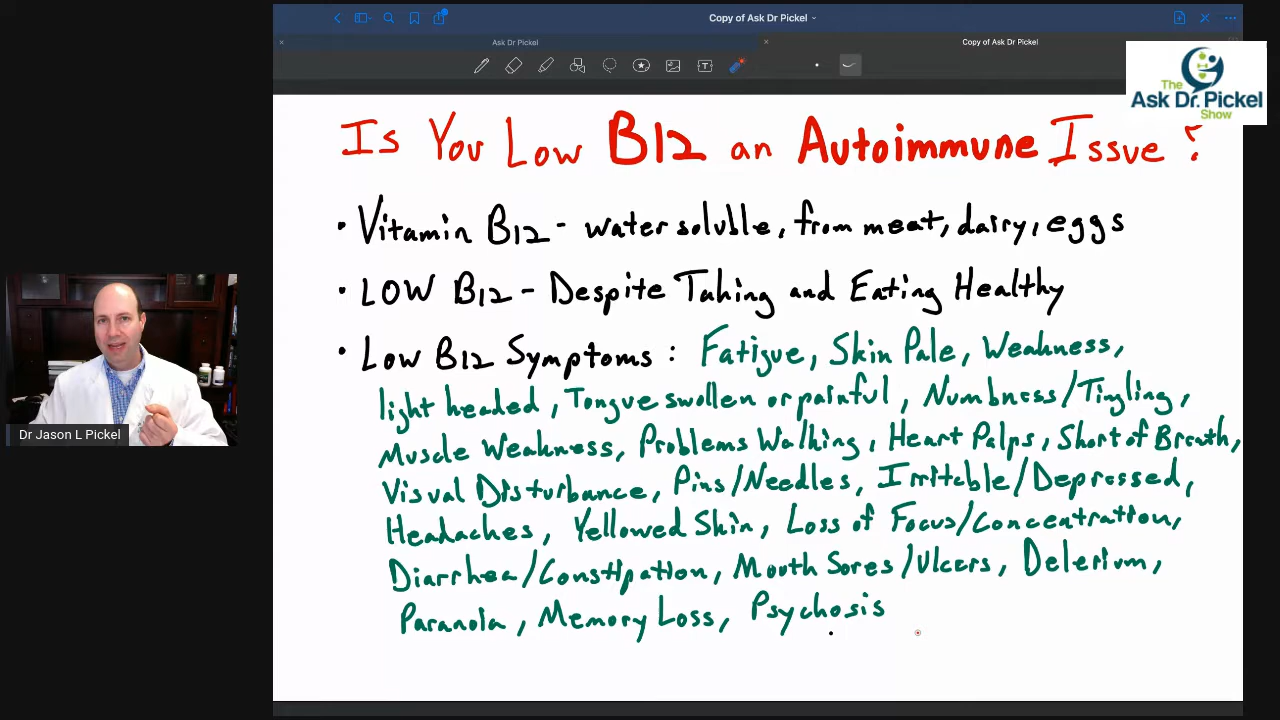 Copy of Ask Dr Pickel
Ask Dr Pickel
Copy of Ask Dr Pickel
The
Ask Dr. Pickel
Show
Is You Low B12 an Autoimmune Issue?
• Vitamin B12 - water soluble, from meat, dairy, eggs
• LOW B12 - Despite Taking and Eating Healthy
• Low B12 Symptoms: Fatigue, Skin Pale, Weakness,
light headed, Tongue swollen or painful, Numbness/Tingling,
Muscle Weakness, Problems Walking, Heart Palps, Short of Breath,
Visual Disturbance, Pins/Needles, Irritable/Depressed,
Headaches, Yellowed Skin, Loss of Focus/Concentration,
Diarrhea/Constipation, Mouth Sores/Ulcers, Delerium,
Paranoia, Memory Loss, Psychosis
Dr Jason L Pickel